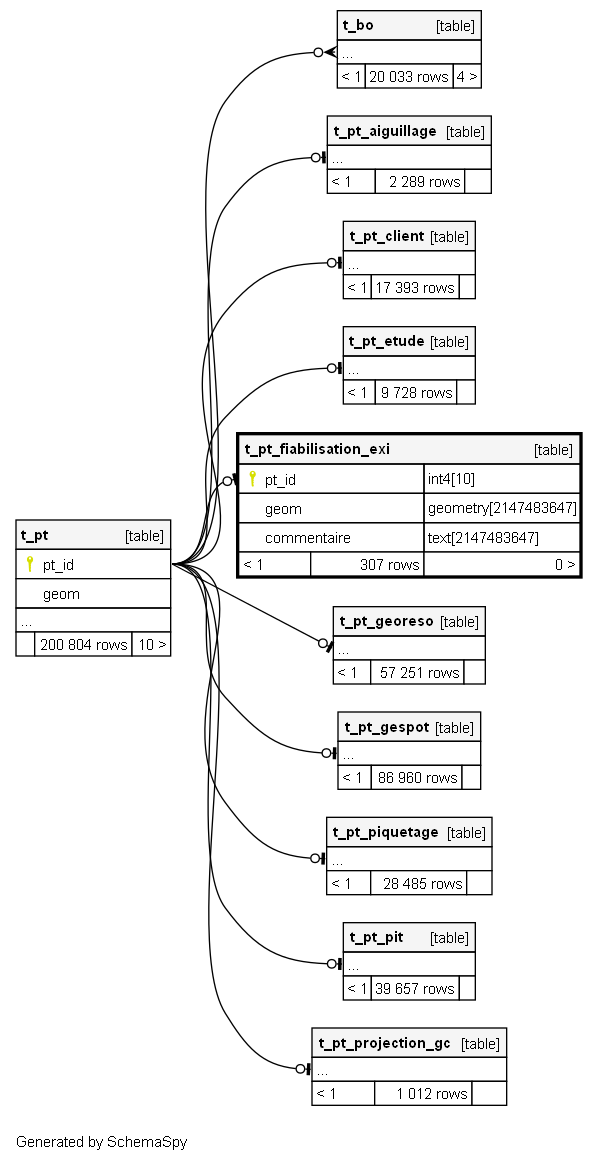 t_bo [table]
...
< 1 20 033 rows 4 >
t_pt_aiguillage [table]
...
< 1 2 289 rows
t_pt_client [table]
...
< 1 17 393 rows
t_pt_etude [table]
...
< 1 9 728 rows
t_pt_fiabilisation_exi [table]
pt_id int4[10]
geom geometry[2147483647]
commentaire text[2147483647]
< 1 307 rows 0 >
t_pt [table]
pt_id
geom
...
200 804 rows 10 >
t_pt_georeso [table]
...
< 1 57 251 rows
t_pt_gespot [table]
...
< 1 86 960 rows
t_pt_piquetage [table]
...
< 1 28 485 rows
t_pt_pit [table]
...
< 1 39 657 rows
t_pt_projection_gc [table]
...
< 1 1 012 rows
Generated by SchemaSpy